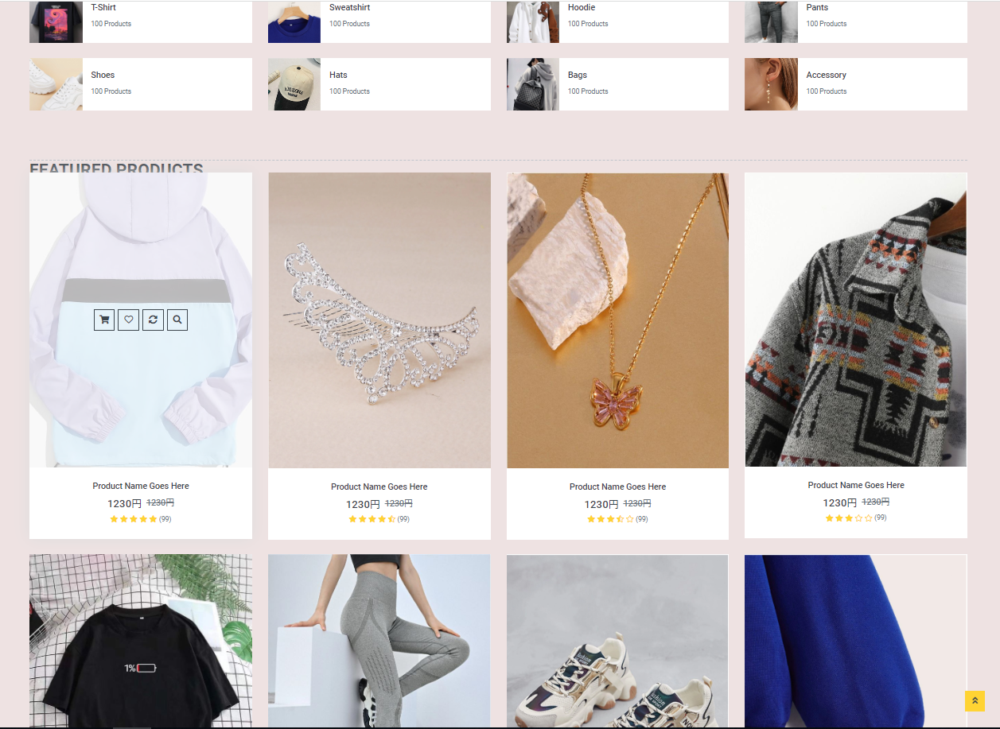 T-Shirt
100 Products
Sweatshirt
100 Products
Hoodie
100 Products
Pants
100 Products
Shoes
100 Products
Hats
100 Products
Bags
100 Products
Accessory
100 Products
FEATURED PRODUCTS
Product Name Goes Here
1230円 1230円
(99)
Product Name Goes Here
1230円 1230円
(99)
Product Name Goes Here
1230円 1230円
(99)
Product Name Goes Here
1230円 1230円
(99)
1%